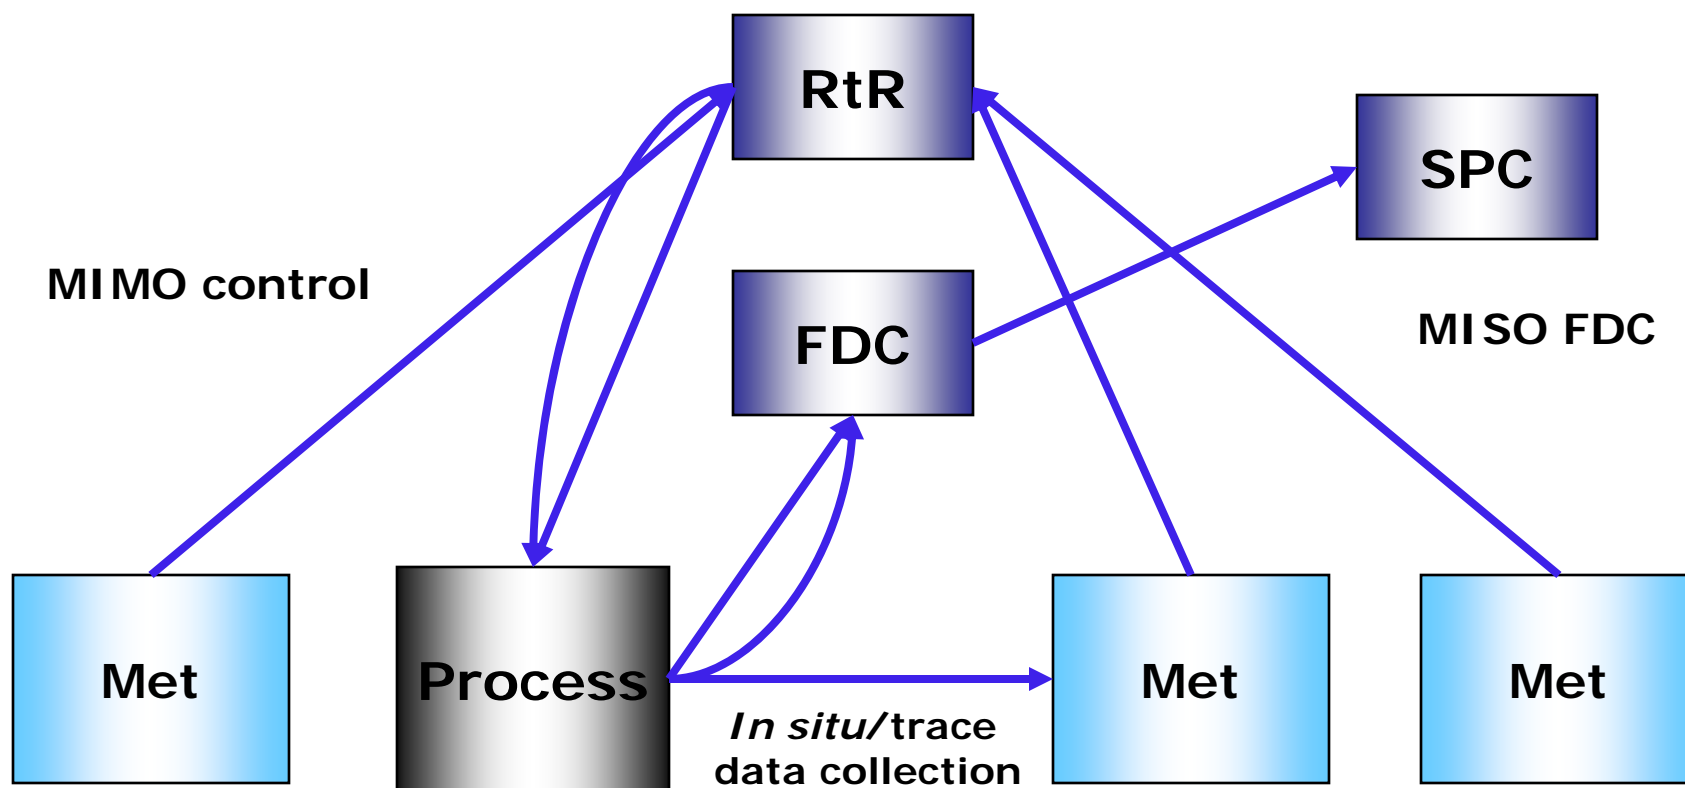 RtR
SPC
MIMO control
FDC
MISO FDC
Met
Process
Met
Met
In situ/trace
data collection